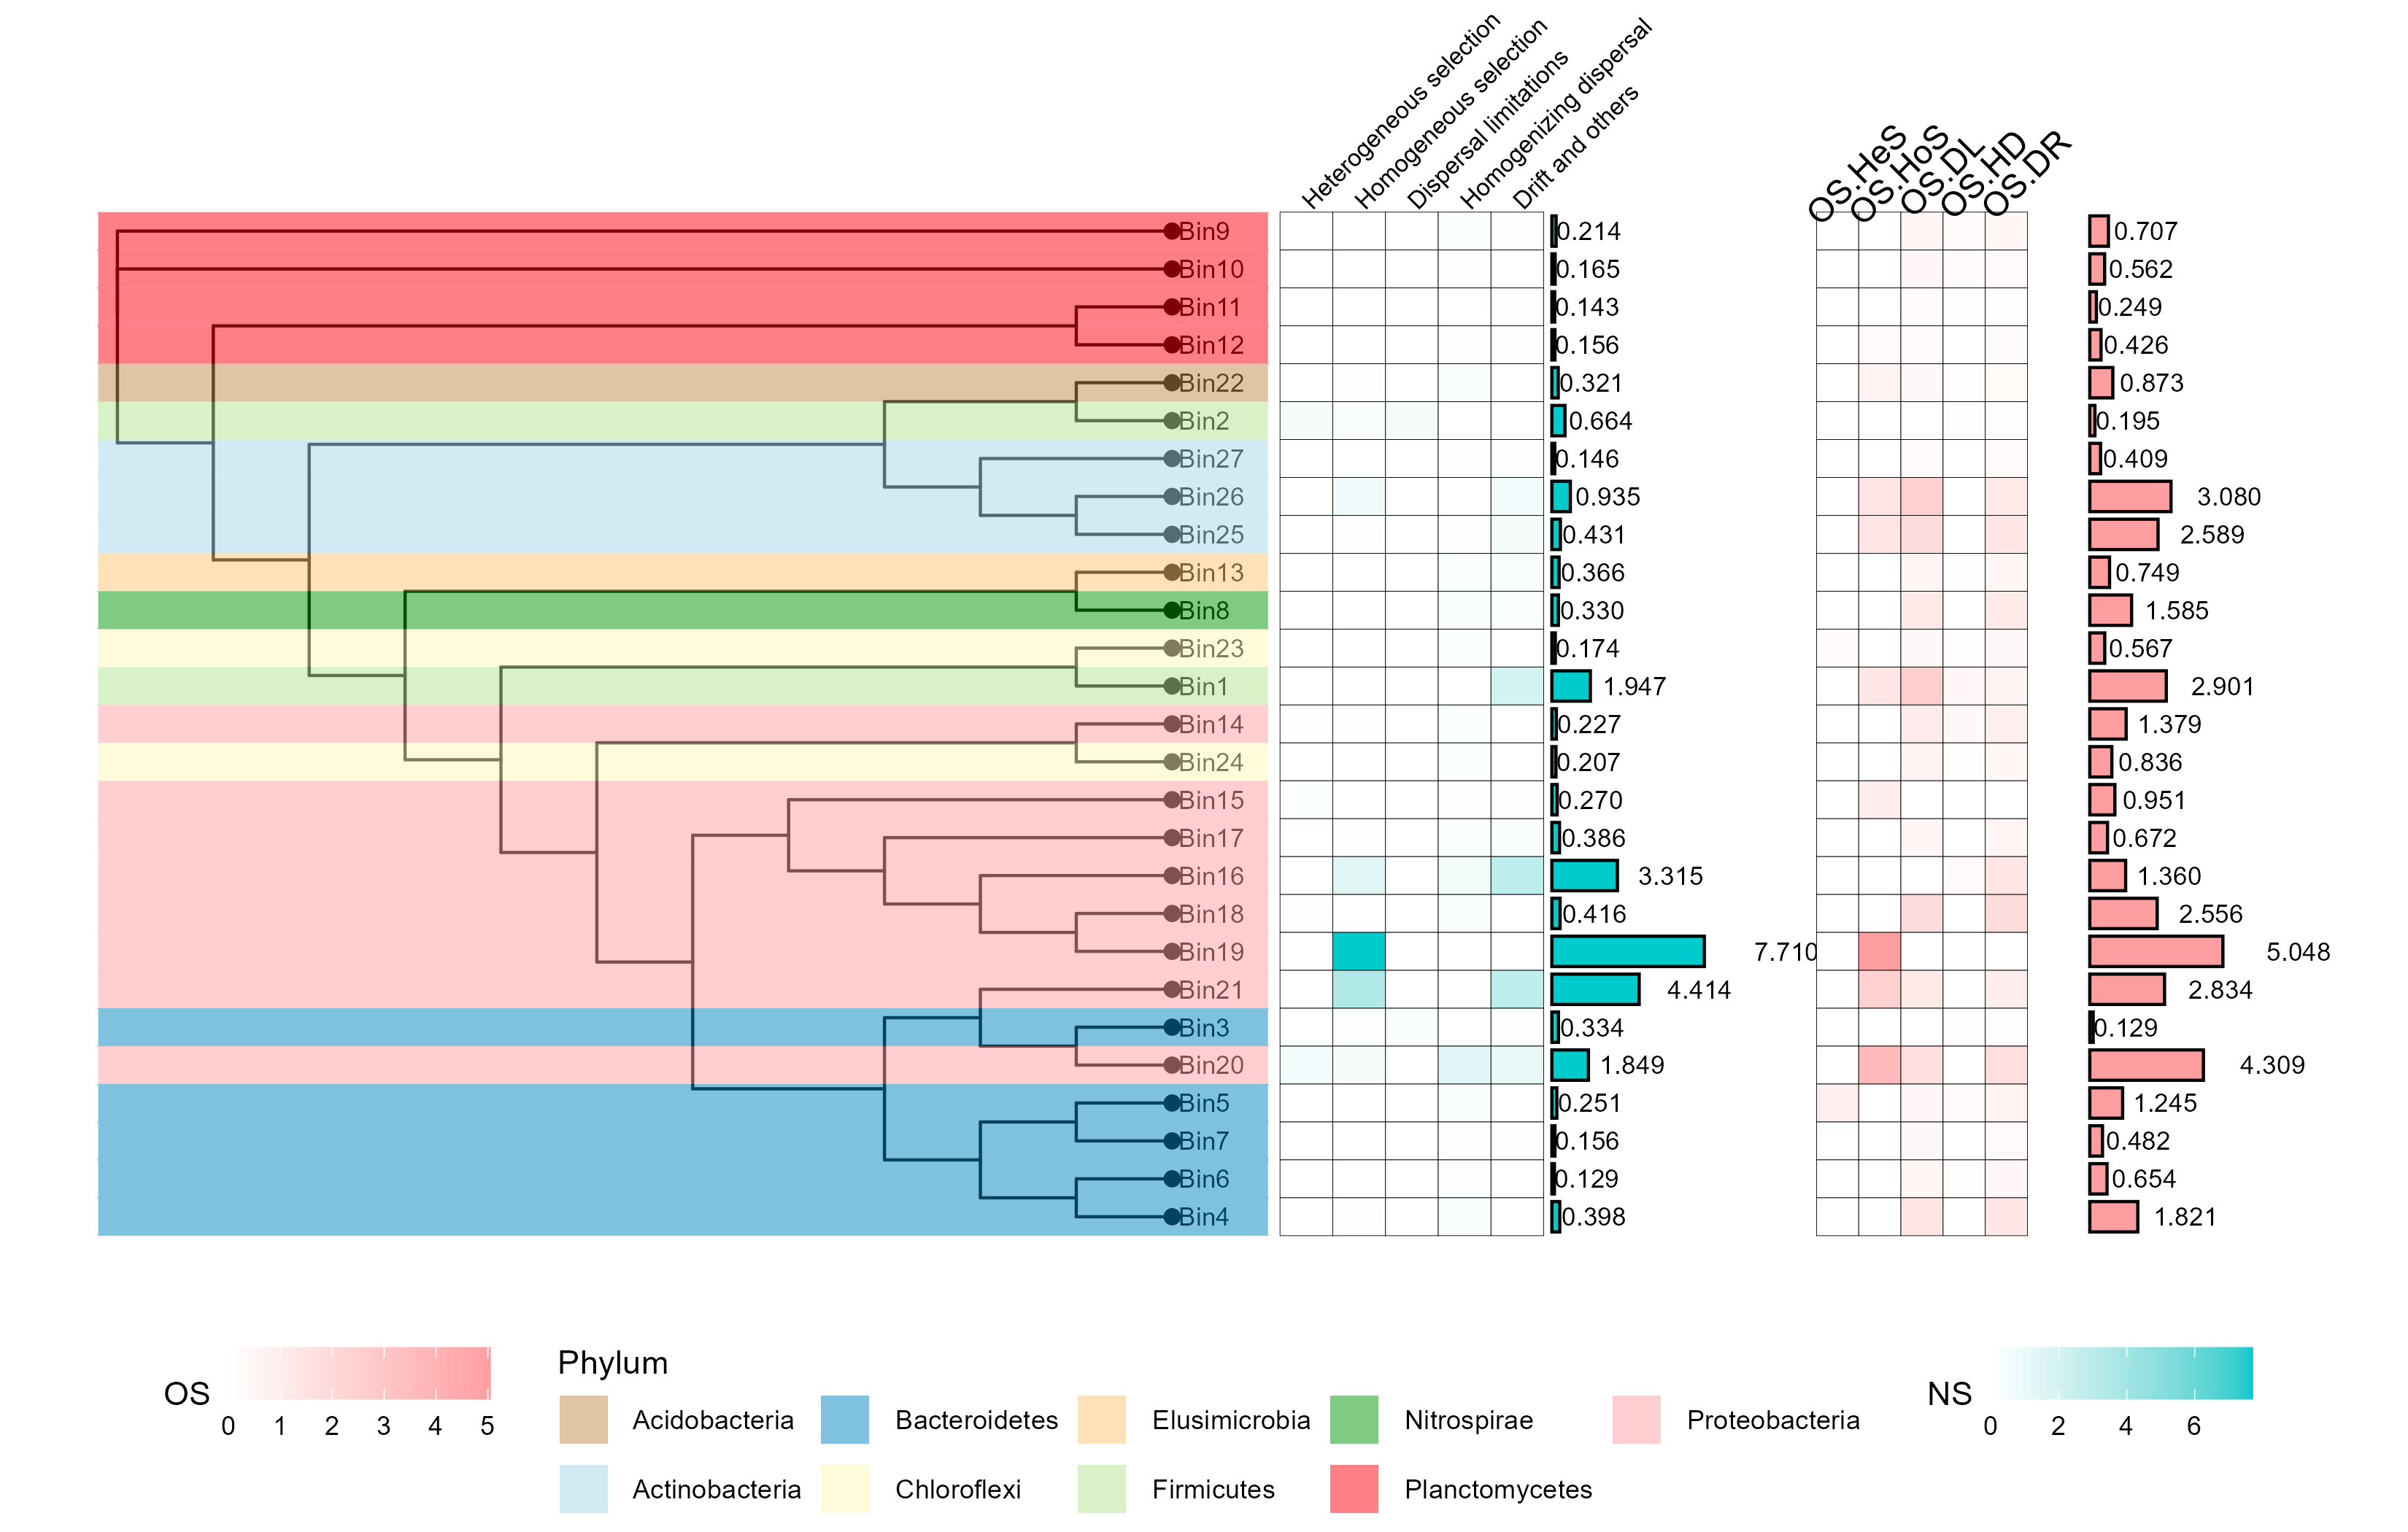 Heterogeneous selection
Homogeneous selection
Dispersal limitations
Homogenizing dispersal
Drift and others
OS.HeS
OS.HoS
OS.DL
OS.HD
OS.DR
Bin9 0.214 0.707
Bin10 0.165 0.562
Bin11 0.143 0.249
Bin12 0.156 0.426
Bin22 0.321 0.873
Bin2 0.664 0.195
Bin27 0.146 0.409
Bin26 0.935 3.080
Bin25 0.431 2.589
Bin13 0.366 0.749
Bin8 0.330 1.585
Bin23 0.174 0.567
Bin1 1.947 2.901
Bin14 0.227 1.379
Bin24 0.207 0.836
Bin15 0.270 0.951
Bin17 0.386 0.672
Bin16 3.315 1.360
Bin18 0.416 2.556
Bin19 7.710 5.048
Bin21 4.414 2.834
Bin3 0.334 0.129
Bin20 1.849 4.309
Bin5 0.251 1.245
Bin7 0.156 0.482
Bin6 0.129 0.654
Bin4 0.398 1.821
OS
0 1 2 3 4 5
Phylum
Acidobacteria Bacteroidetes Elusimicrobia Nitrospirae Proteobacteria
Actinobacteria Chloroflexi Firmicutes Planctomycetes
NS
0 2 4 6